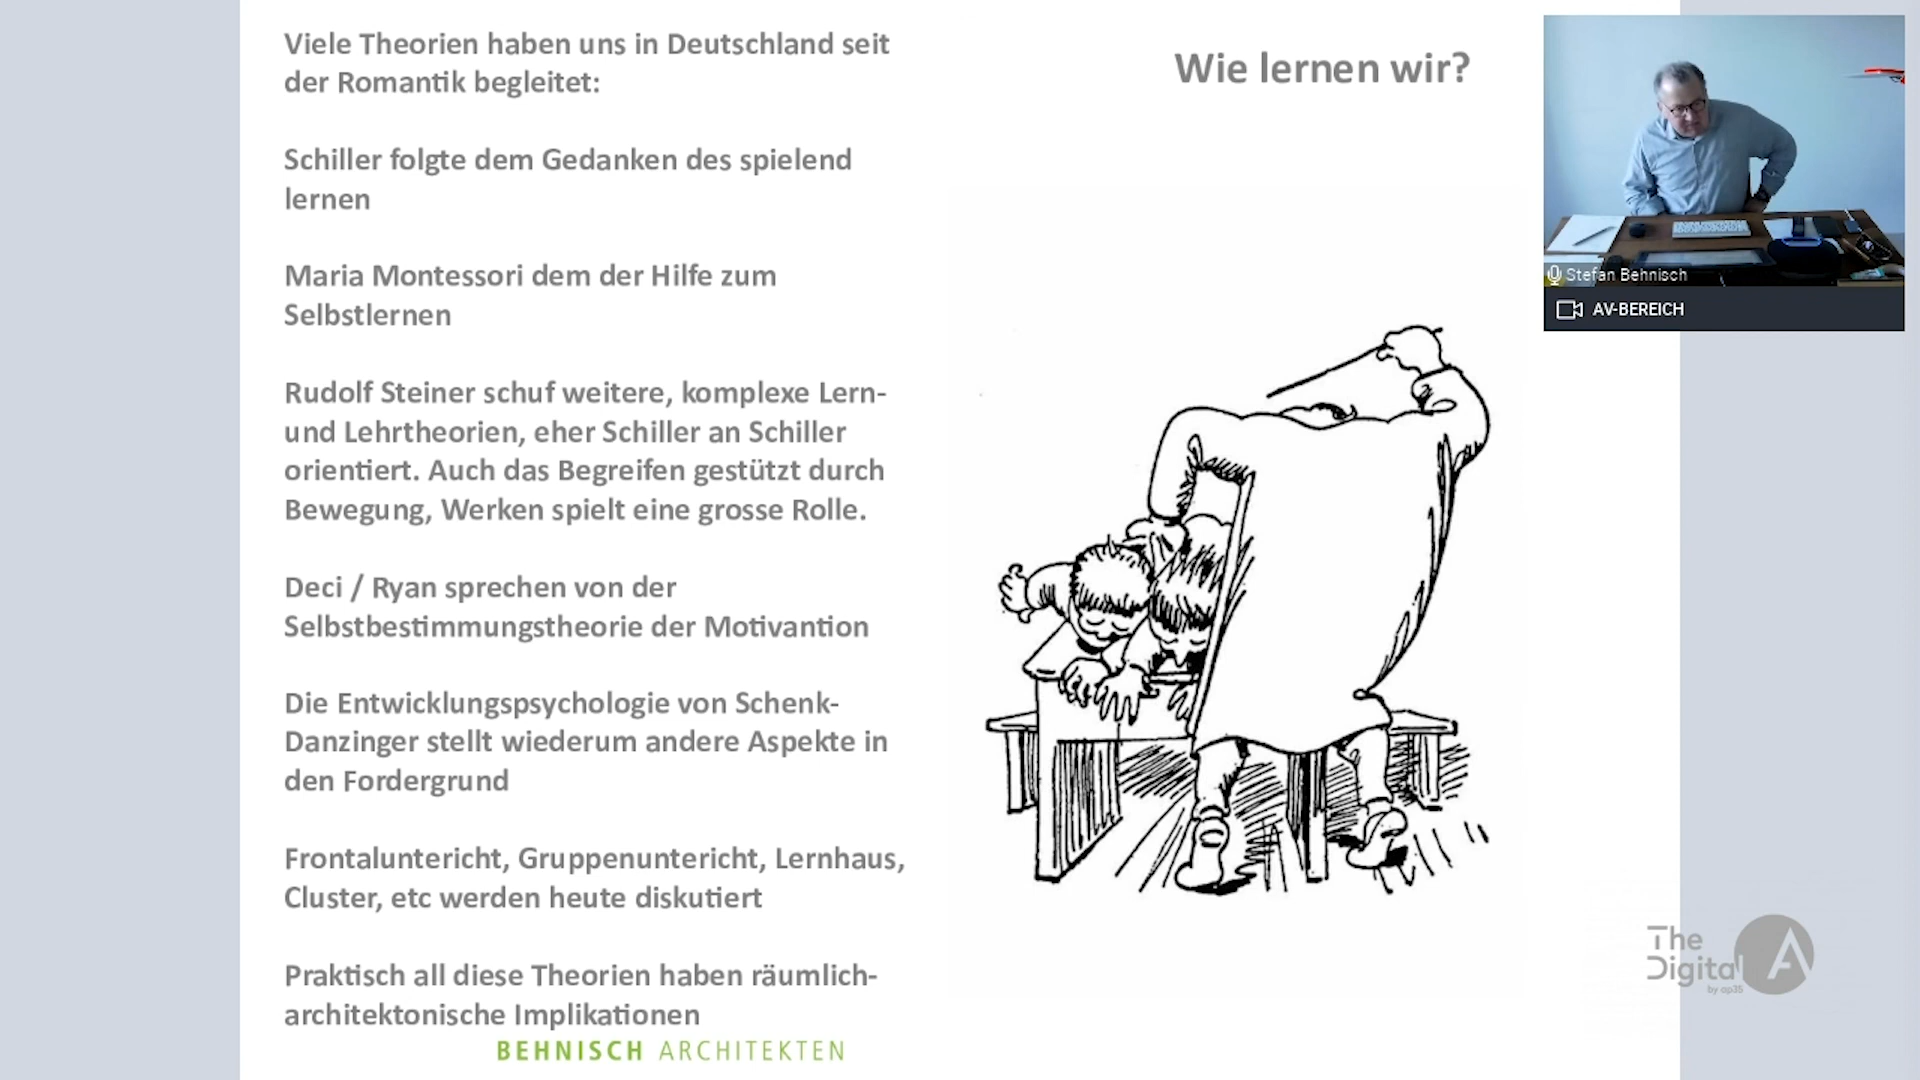 Viele Theorien haben uns in Deutschland seit
der Romantik begleitet:
Schiller folgte dem Gedanken des spielend
lernen
Maria Montessori dem der Hilfe zum
Selbstlernen
Rudolf Steiner schuf weitere, komplexe Lern-
und Lehrtheorien, eher Schiller an Schiller
orientiert. Auch das Begreifen gestützt durch
Bewegung, Werken spielt eine grosse Rolle.
Deci / Ryan sprechen von der
Selbstbestimmungstheorie der Motivantion
Die Entwicklungspsychologie von Schenk-
Danzinger stellt wiederum andere Aspekte in
den Fordergrund
Frontaluntericht, Gruppenuntericht, Lernhaus,
Cluster, etc werden heute diskutiert
Praktisch all diese Theorien haben räumlich-
architektonische Implikationen
BEHNISCH ARCHITEKTEN
Wie lernen wir?
Stefan Behnisch
AV-BEREICH
The
Digital A
by ap35